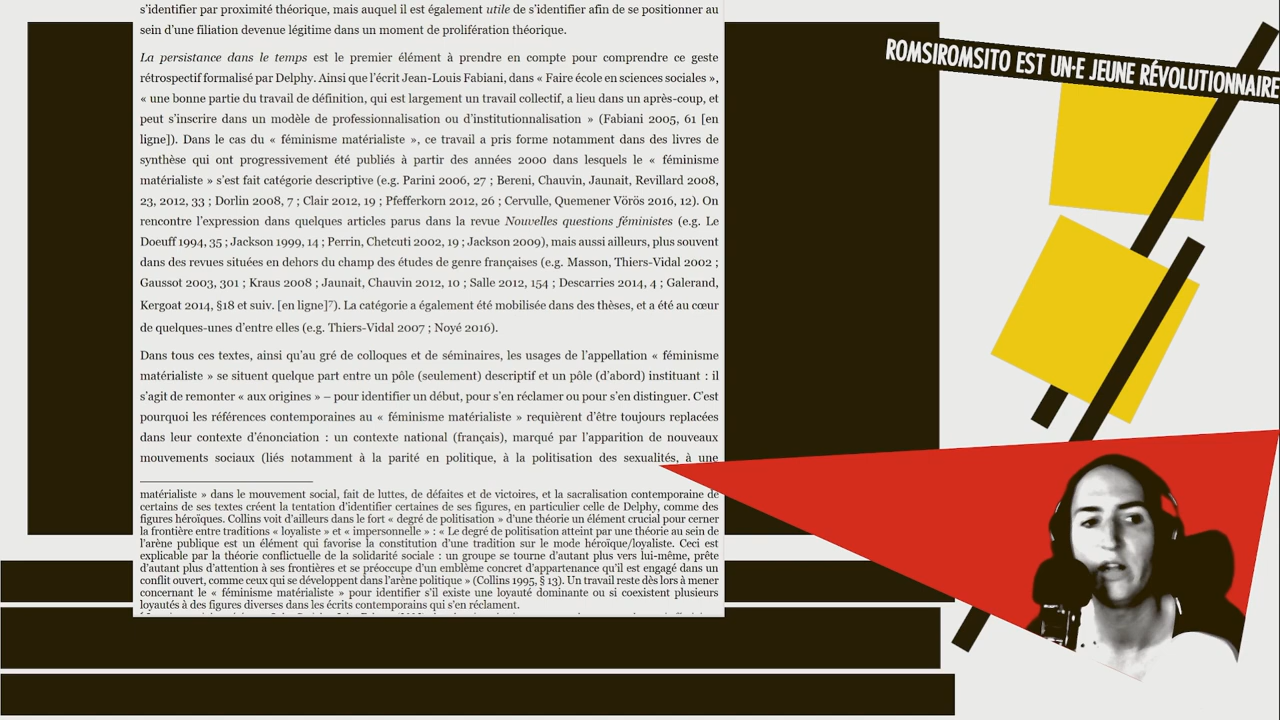 s'identifier par proximité théorique, mais auquel il est également utile de s'identifier afin de se positionner au
sein d'une filiation devenue légitime dans un moment de prolifération théorique.
La persistance dans le temps est le premier élément à prendre en compte pour comprendre ce geste
rétrospectif formalisé par Delphy. Ainsi que l'écrit Jean-Louis Fabiani, dans « Faire école en sciences sociales »,
« une bonne partie du travail de définition, qui est largement un travail collectif, a lieu dans un après-coup, et
peut s'inscrire dans un modèle de professionnalisation ou d'institutionnalisation » (Fabiani 2005, 61 [en
ligne]). Dans le cas du « féminisme matérialiste », ce travail a pris forme notamment dans des livres de
synthèse qui ont progressivement été publiés à partir des années 2000 dans lesquels le « féminisme
matérialiste » s'est fait catégorie descriptive (e.g. Parini 2006, 27 ; Bereni, Chauvin, Jaunait, Revillard 2008,
23, 2012, 33 ; Dorlin 2008, 7 ; Clair 2012, 19 ; Pfefferkorn 2012, 26 ; Cervulle, Quemener Vörös 2016, 12). On
rencontre l'expression dans quelques articles parus dans la revue Nouvelles questions féministes (e.g. Le
Doeuff 1994, 35 ; Jackson 1999, 14 ; Perrin, Chetcuti 2002, 19 ; Jackson 2009), mais aussi ailleurs, plus souvent
dans des revues situées en dehors du champ des études de genre françaises (e.g. Masson, Thiers-Vidal 2002 ;
Gaussot 2003, 301 ; Kraus 2008 ; Jaunait, Chauvin 2012, 10 ; Salle 2012, 154 ; Descarries 2014, 4 ; Galerand,
Kergoat 2014, §18 et suiv. [en ligne]7). La catégorie a également été mobilisée dans des thèses, et a été au cœur
de quelques-unes d'entre elles (e.g. Thiers-Vidal 2007 ; Noyé 2016).
Dans tous ces textes, ainsi qu'au gré de colloques et de séminaires, les usages de l'appellation « féminisme
matérialiste » se situent quelque part entre un pôle (seulement) descriptif et un pôle (d'abord) instituant : il
s'agit de remonter « aux origines » – pour identifier un début, pour s'en réclamer ou pour s'en distinguer. C'est
pourquoi les références contemporaines au « féminisme matérialiste » requièrent d'être toujours replacées
dans leur contexte d'énonciation : un contexte national (français), marqué par l'apparition de nouveaux
mouvements sociaux (liés notamment à la parité en politique, à la politisation des sexualités, à une
matérialiste » dans le mouvement social, fait de luttes, de défaites et de victoires, et la sacralisation contemporaine de
certains de ses textes créent la tentation d'identifier certaines de ses figures, en particulier celle de Delphy, comme des
figures héroïques. Collins voit d'ailleurs dans le fort « degré de politisation » d'une théorie un élément crucial pour cerner
la frontière entre traditions « loyaliste » et « impersonnelle » : « Le degré de politisation atteint par une théorie au sein de
l'arène publique est un élément qui favorise la constitution d'une tradition sur le mode héroïque/loyaliste. Ceci est
explicable par la théorie conflictuelle de la solidarité sociale : un groupe se tourne d'autant plus vers lui-même, prête
d'autant plus d'attention à ses frontières et se préoccupe d'un emblème concret d'appartenance qu'il est engagé dans un
conflit ouvert, comme ceux qui se développent dans l'arène politique » (Collins 1995, § 13). Un travail reste dès lors à mener
concernant le « féminisme matérialiste » pour identifier s'il existe une loyauté dominante ou si coexistent plusieurs
loyautés à des figures diverses dans les écrits contemporains qui s'en réclament.
ROMSIROMSITO EST UN·E JEUNE RÉVOLUTIONNAIRE